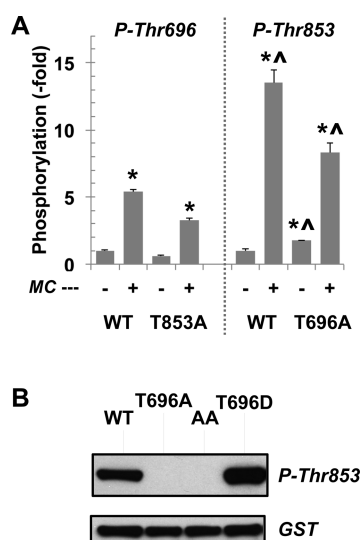 A
P-Thr696 P-Thr853
Phosphorylation (-fold)
15
10
5
0
* * *^ *^ *^
MC --- - + - + - + - +
WT T853A WT T696A
B
WT T696A AA T696D
P-Thr853
GST